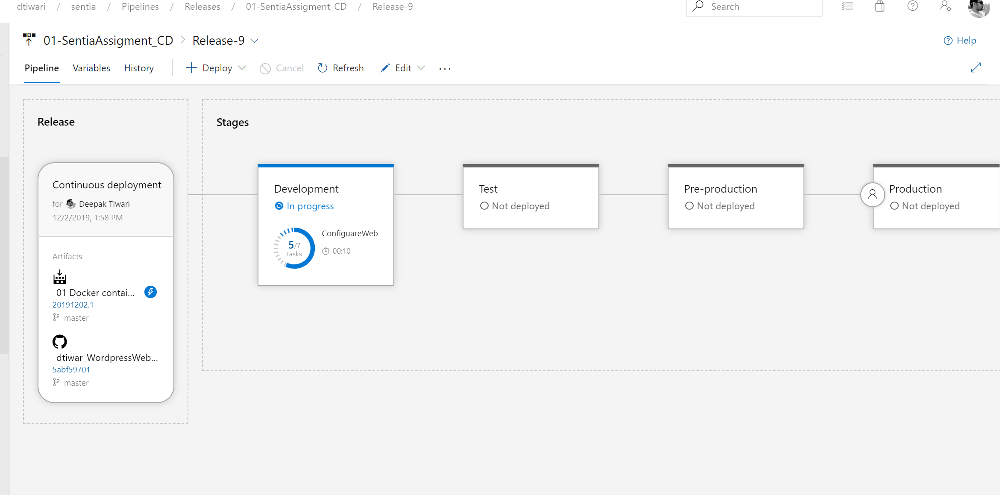 dtiwari / sentia / Pipelines / Releases / 01-SentiaAssigment_CD / Release-9
Search
01-SentiaAssigment_CD > Release-9
Help
Pipeline Variables History Deploy Cancel Refresh Edit ...
Release
Stages
Continuous deployment
for Deepak Tiwari
12/2/2019, 1:58 PM
Artifacts
_01 Docker contai...
20191202.1
master
_dtiwar_WordpressWeb...
5abf59701
master
Development
In progress
5/7
tasks
ConfiguareWeb.
00:10
Test
Not deployed
Pre-production
Not deployed
Production
Not deployed